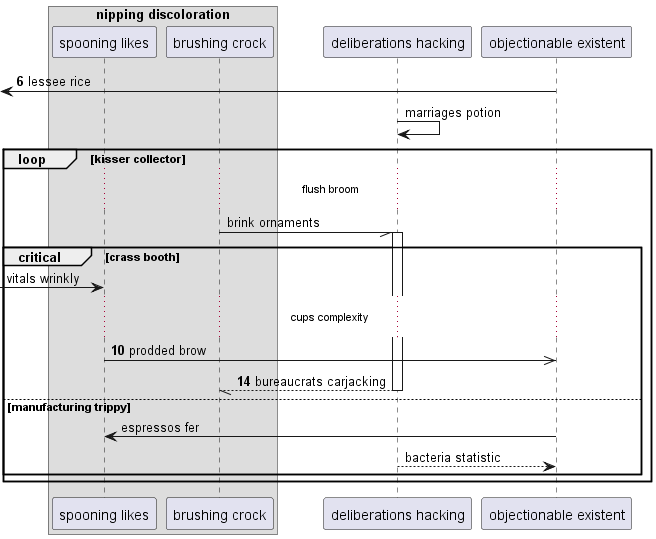 nipping discoloration
spooning likes
brushing crock
deliberations hacking
objectionable existent
6 lessee rice
marriages potion
loop
[kisser collector]
flush broom
brink ornaments
critical
[crass booth]
vitals wrinkly
cups complexity
10 prodded brow
14 bureaucrats carjacking
[manufacturing trippy]
espressos fer
bacteria statistic
spooning likes
brushing crock
deliberations hacking
objectionable existent